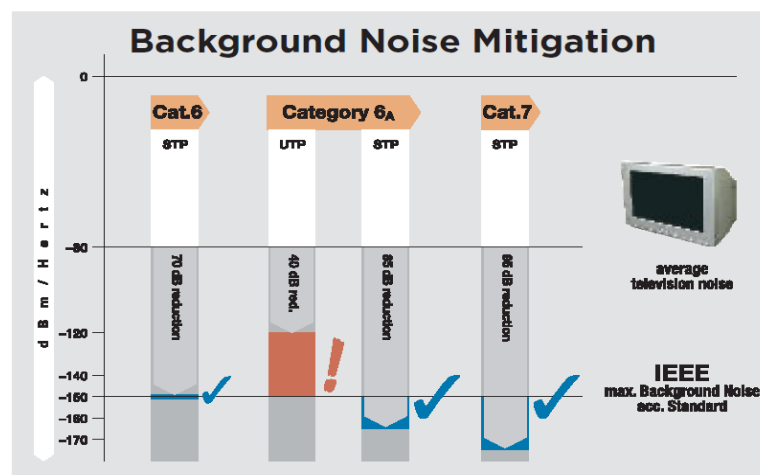 Background Noise Mitigation
0
Cat.6
Category 6A
Cat.7
STP
UTP
STP
STP
dBm/Hertz
-80
70 dB reduction
40 dB red.
85 dB reduction
average
television noise
-120
-140
-150
-160
-170
IEEE
max. Background Noise
acc. Standard